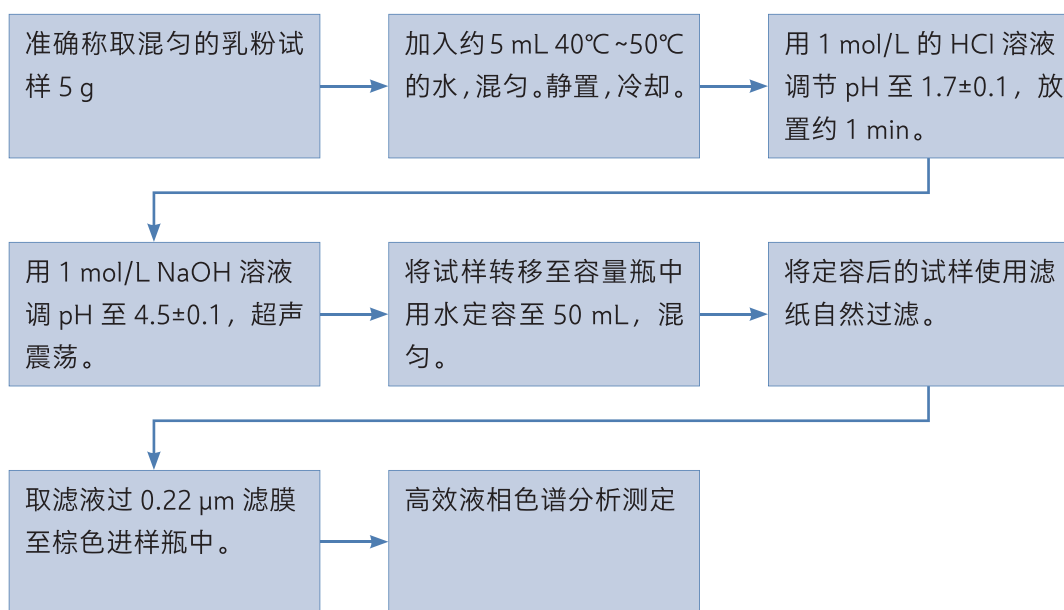 准确称取混匀的乳粉试
样 5 g
加入约 5 mL 40℃~50℃
的水，混匀。静置，冷却。
用 1 mol/L 的 HCl 溶液
调节 pH 至 1.7±0.1，放
置约 1 min。
用 1 mol/L NaOH 溶液
调 pH 至 4.5±0.1，超声
震荡。
将试样转移至容量瓶中
用水定容至 50 mL，混
匀。
将定容后的试样使用滤
纸自然过滤。
取滤液过 0.22 μm 滤膜
至棕色进样瓶中。
高效液相色谱分析测定